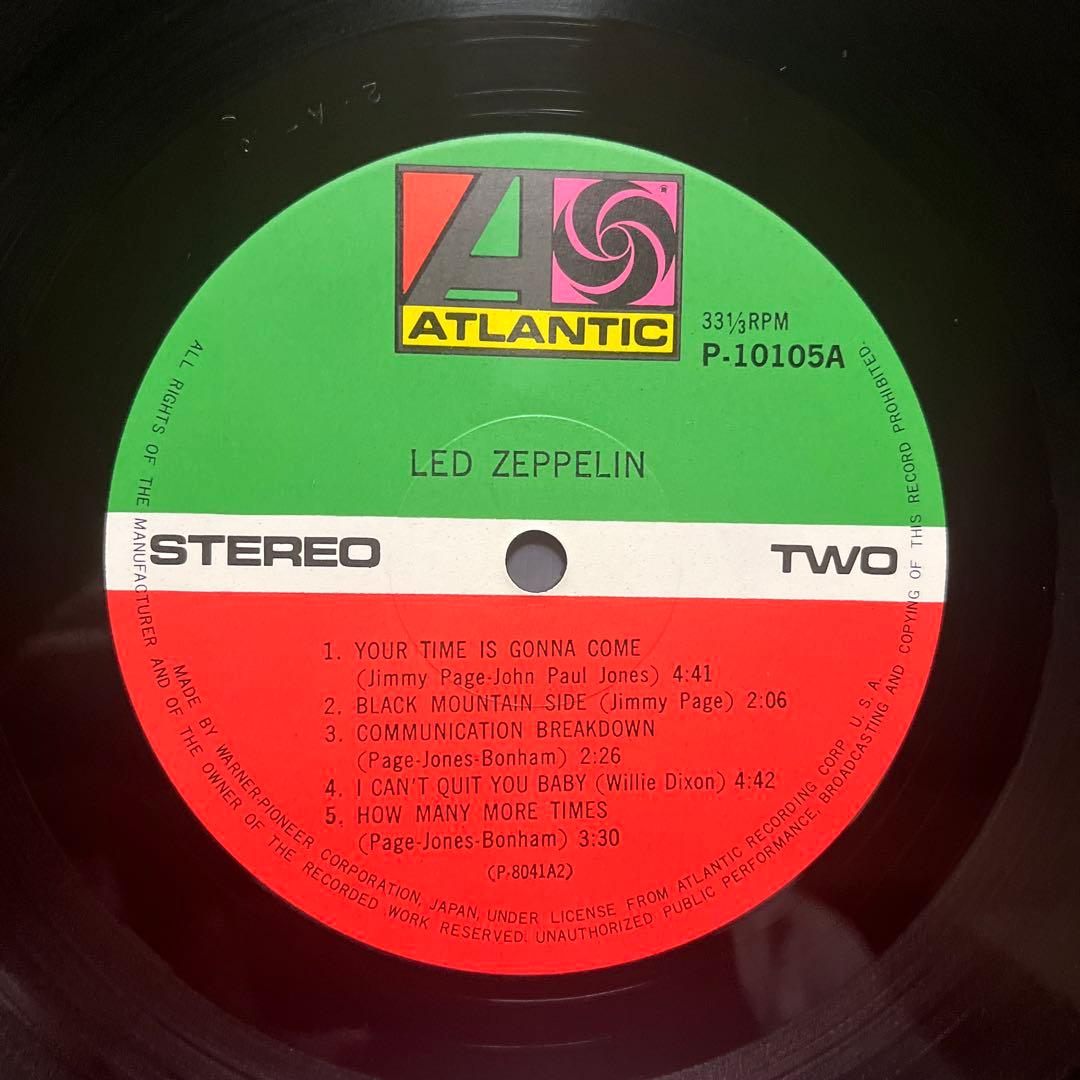 ATLANTIC
®
33⅓RPM
P-10105A
LED ZEPPELIN
STEREO
TWO
1. YOUR TIME IS GONNA COME
(Jimmy Page-John Paul Jones) 4:41
2. BLACK MOUNTAIN SIDE (Jimmy Page) 2:06
3. COMMUNICATION BREAKDOWN
(Page-Jones-Bonham) 2:26
4. I CAN'T QUIT YOU BABY (Willie Dixon) 4:42
5. HOW MANY MORE TIMES
(Page-Jones-Bonham) 3:30
(P-8041A2)
MADE BY WARNER-PIONEER CORPORATION, JAPAN, UNDER LICENSE FROM ATLANTIC RECORDING CORP. U. S. A.
ALL RIGHTS OF THE MANUFACTURER AND OF THE OWNER OF THE RECORDED WORK RESERVED. UNAUTHORIZED PUBLIC PERFORMANCE, BROADCASTING AND COPYING OF THIS RECORD PROHIBITED.